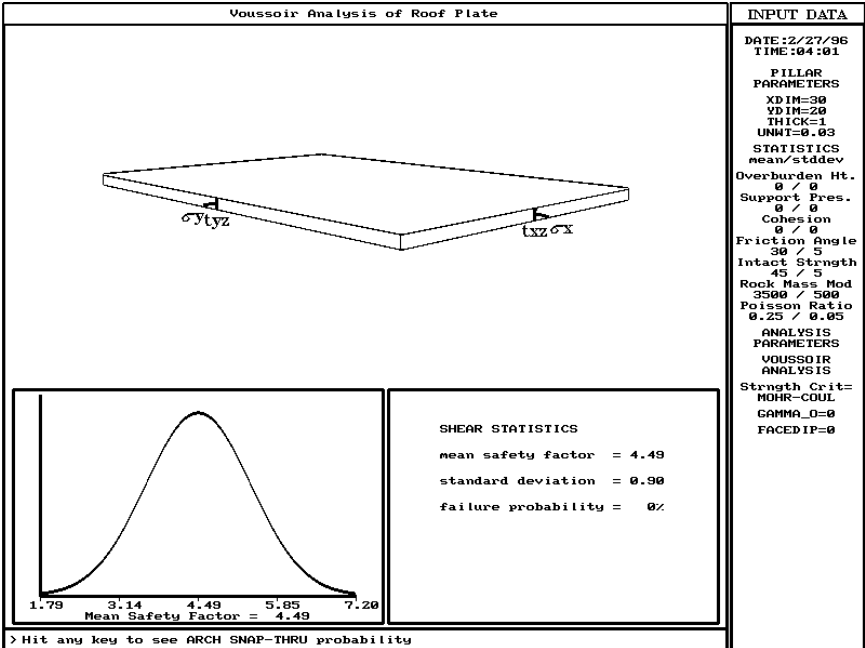 Voussoir Analysis of Roof Plate
σy tyz
txz σx
1.79 3.14 4.49 5.85 7.20
Mean Safety Factor = 4.49
SHEAR STATISTICS
mean safety factor = 4.49
standard deviation = 0.90
failure probability = 0%
>Hit any key to see ARCH SNAP-THRU probability
INPUT DATA
DATE:2/27/96
TIME:04:01
PILLAR
PARAMETERS
XDIM=30
YDIM=20
THICK=1
UNWT=0.03
STATISTICS
mean/stddev
Overburden Ht.
0 / 0
Support Pres.
0 / 0
Cohesion
0 / 0
Friction Angle
30 / 5
Intact Strngth
45 / 5
Rock Mass Mod
3500 / 500
Poisson Ratio
0.25 / 0.05
ANALYSIS
PARAMETERS
VOUSSOIR
ANALYSIS
Strngth Crit=
MOHR-COUL
GAMMA_O=0
FACEDIP=0